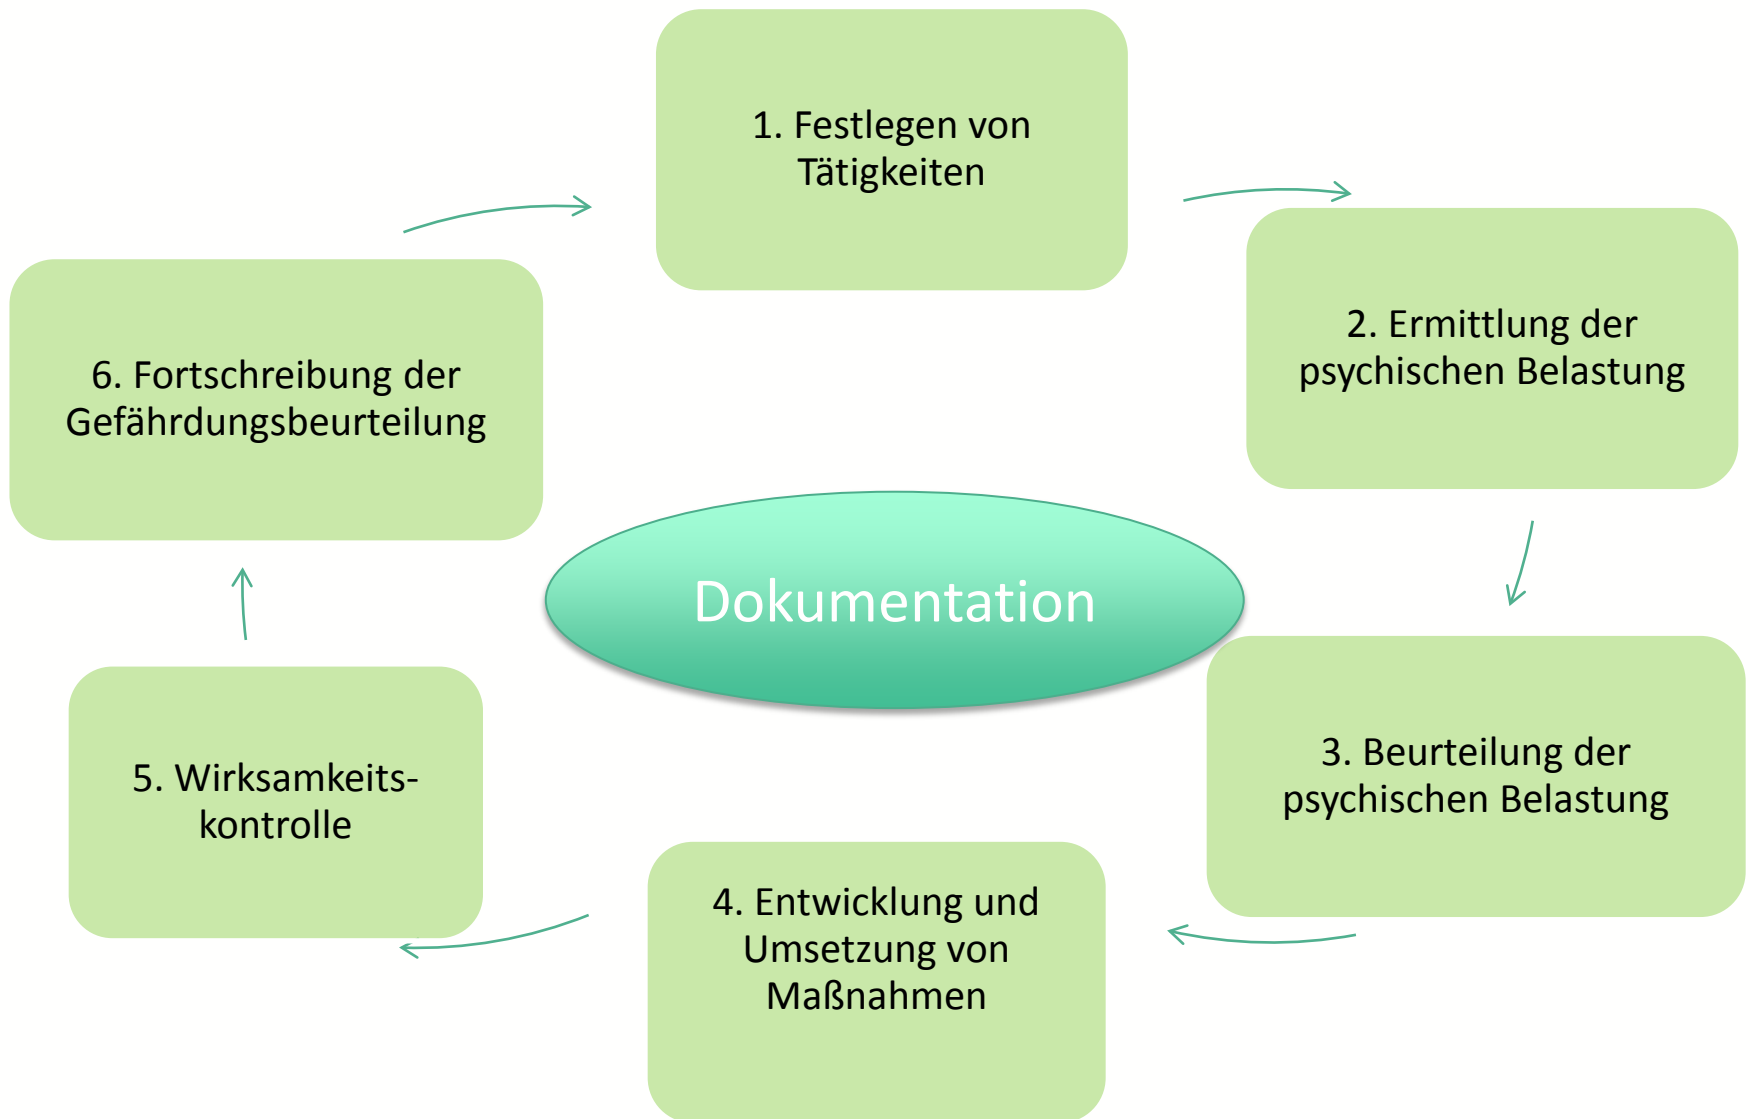 1. Festlegen von
Tätigkeiten
2. Ermittlung der
psychischen Belastung
3. Beurteilung der
psychischen Belastung
4. Entwicklung und
Umsetzung von
Maßnahmen
5. Wirksamkeits-
kontrolle
6. Fortschreibung der
Gefährdungsbeurteilung
Dokumentation